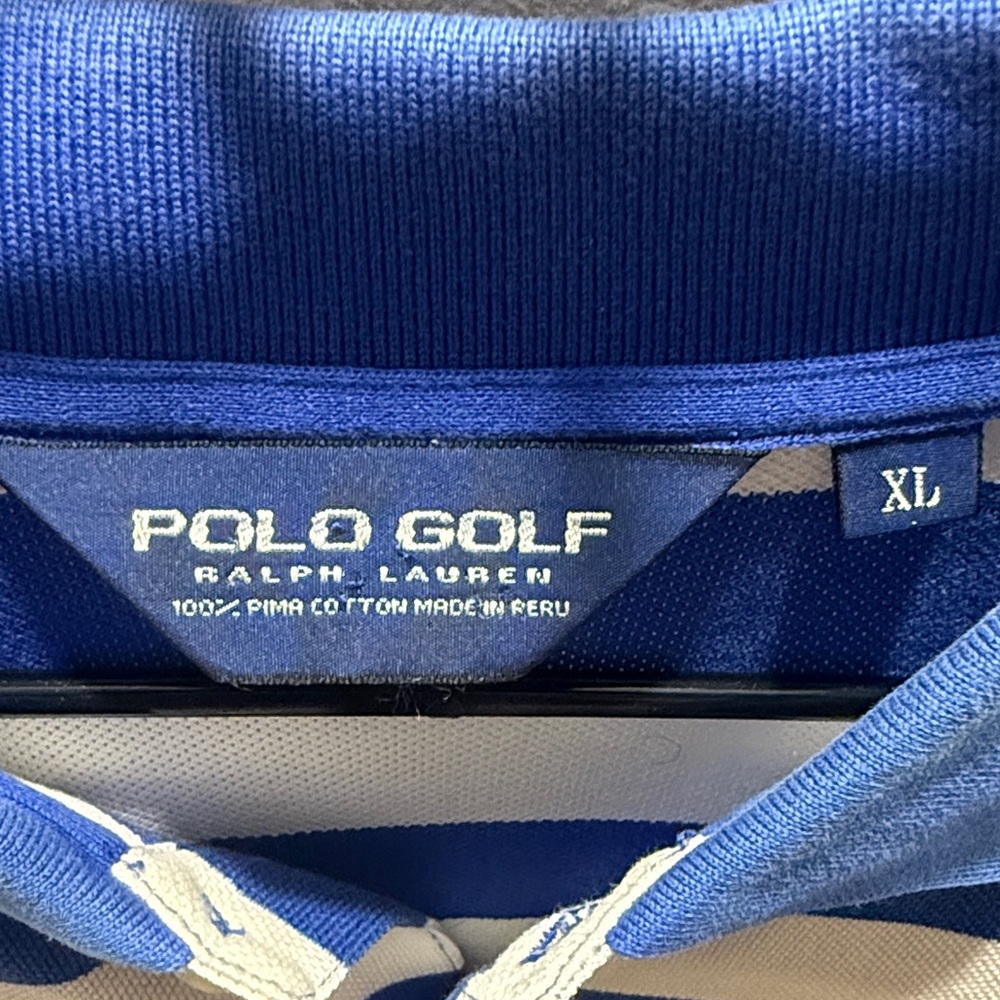 POLO GOLF
RALPH LAUREN
100% PIMA COTTON MADE IN PERU
XL